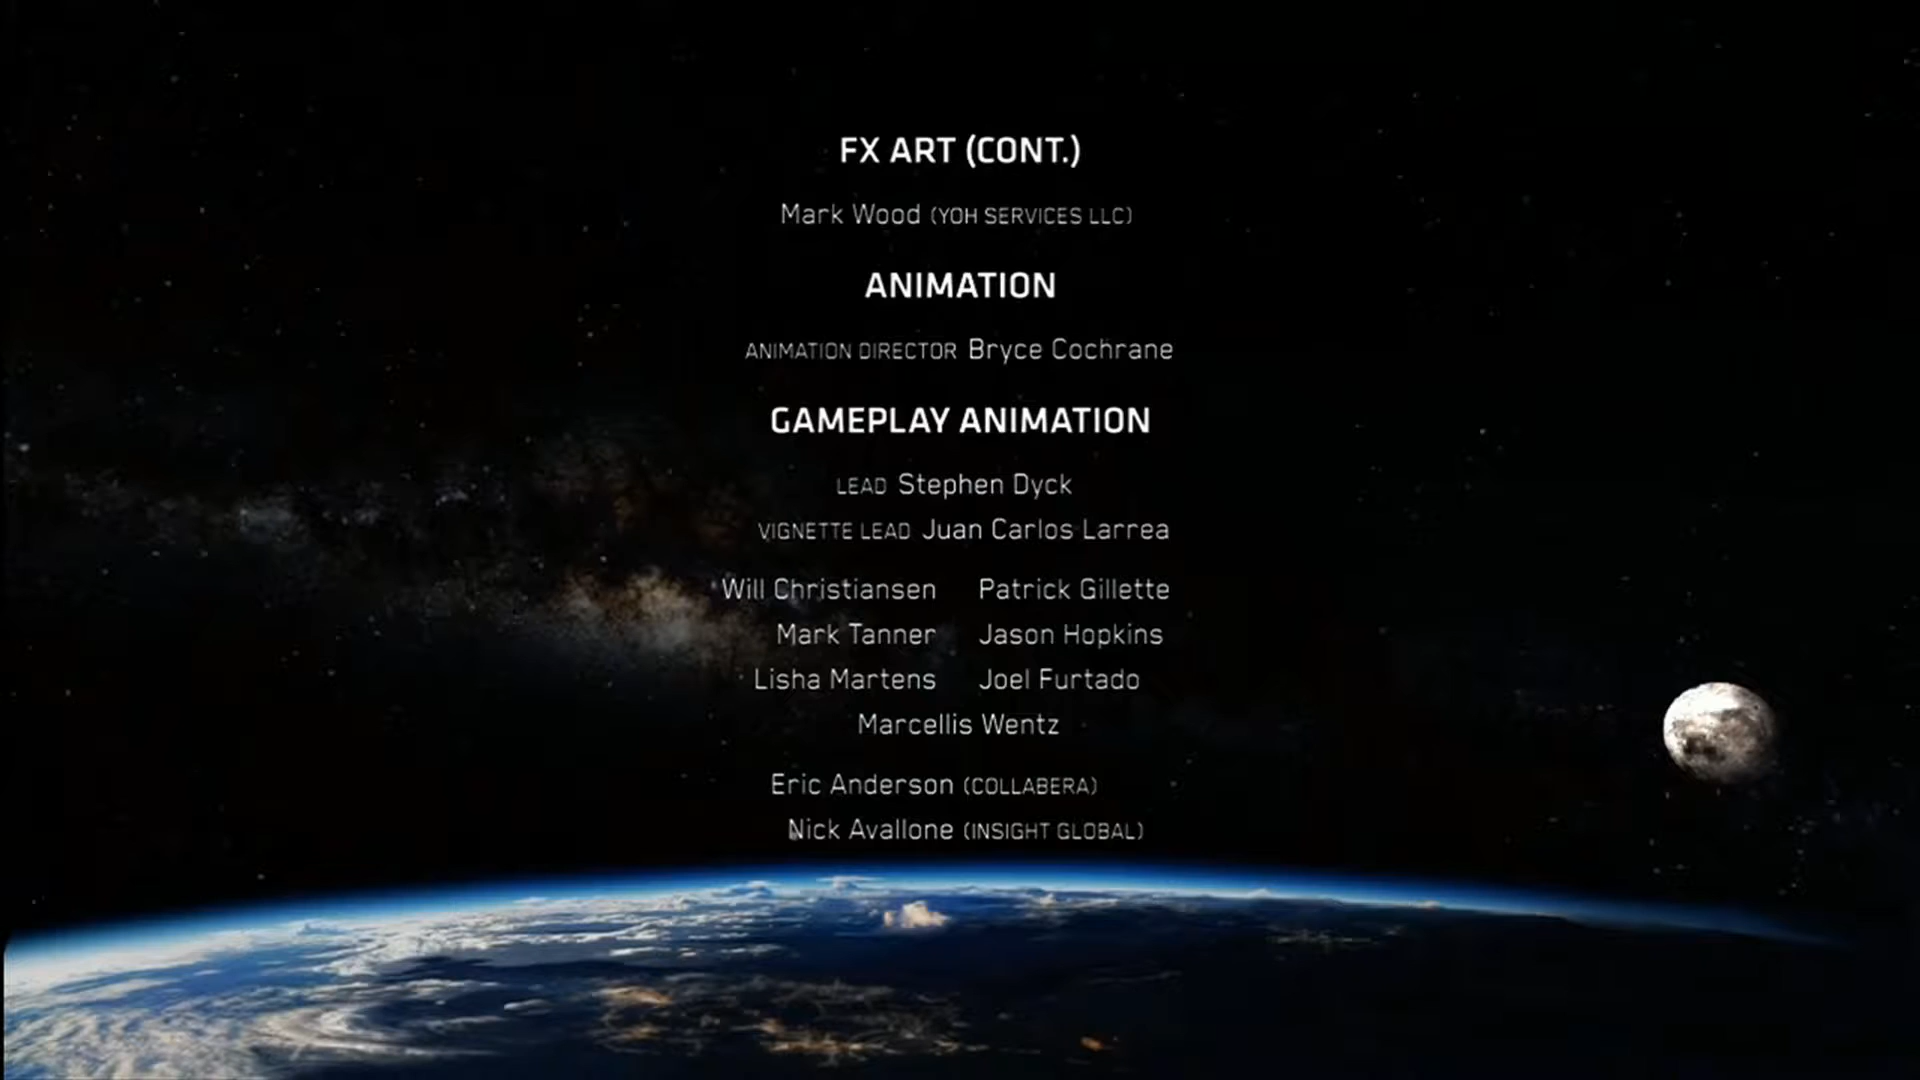 FX ART (CONT.)
Mark Wood (YOH SERVICES LLC)
ANIMATION
ANIMATION DIRECTOR Bryce Cochrane
GAMEPLAY ANIMATION
LEAD Stephen Dyck
VIGNETTE LEAD Juan Carlos Larrea
Will Christiansen Patrick Gillette
Mark Tanner Jason Hopkins
Lisha Martens Joel Furtado
Marcellis Wentz
Eric Anderson (COLLABERA)
Nick Avallone (INSIGHT GLOBAL)